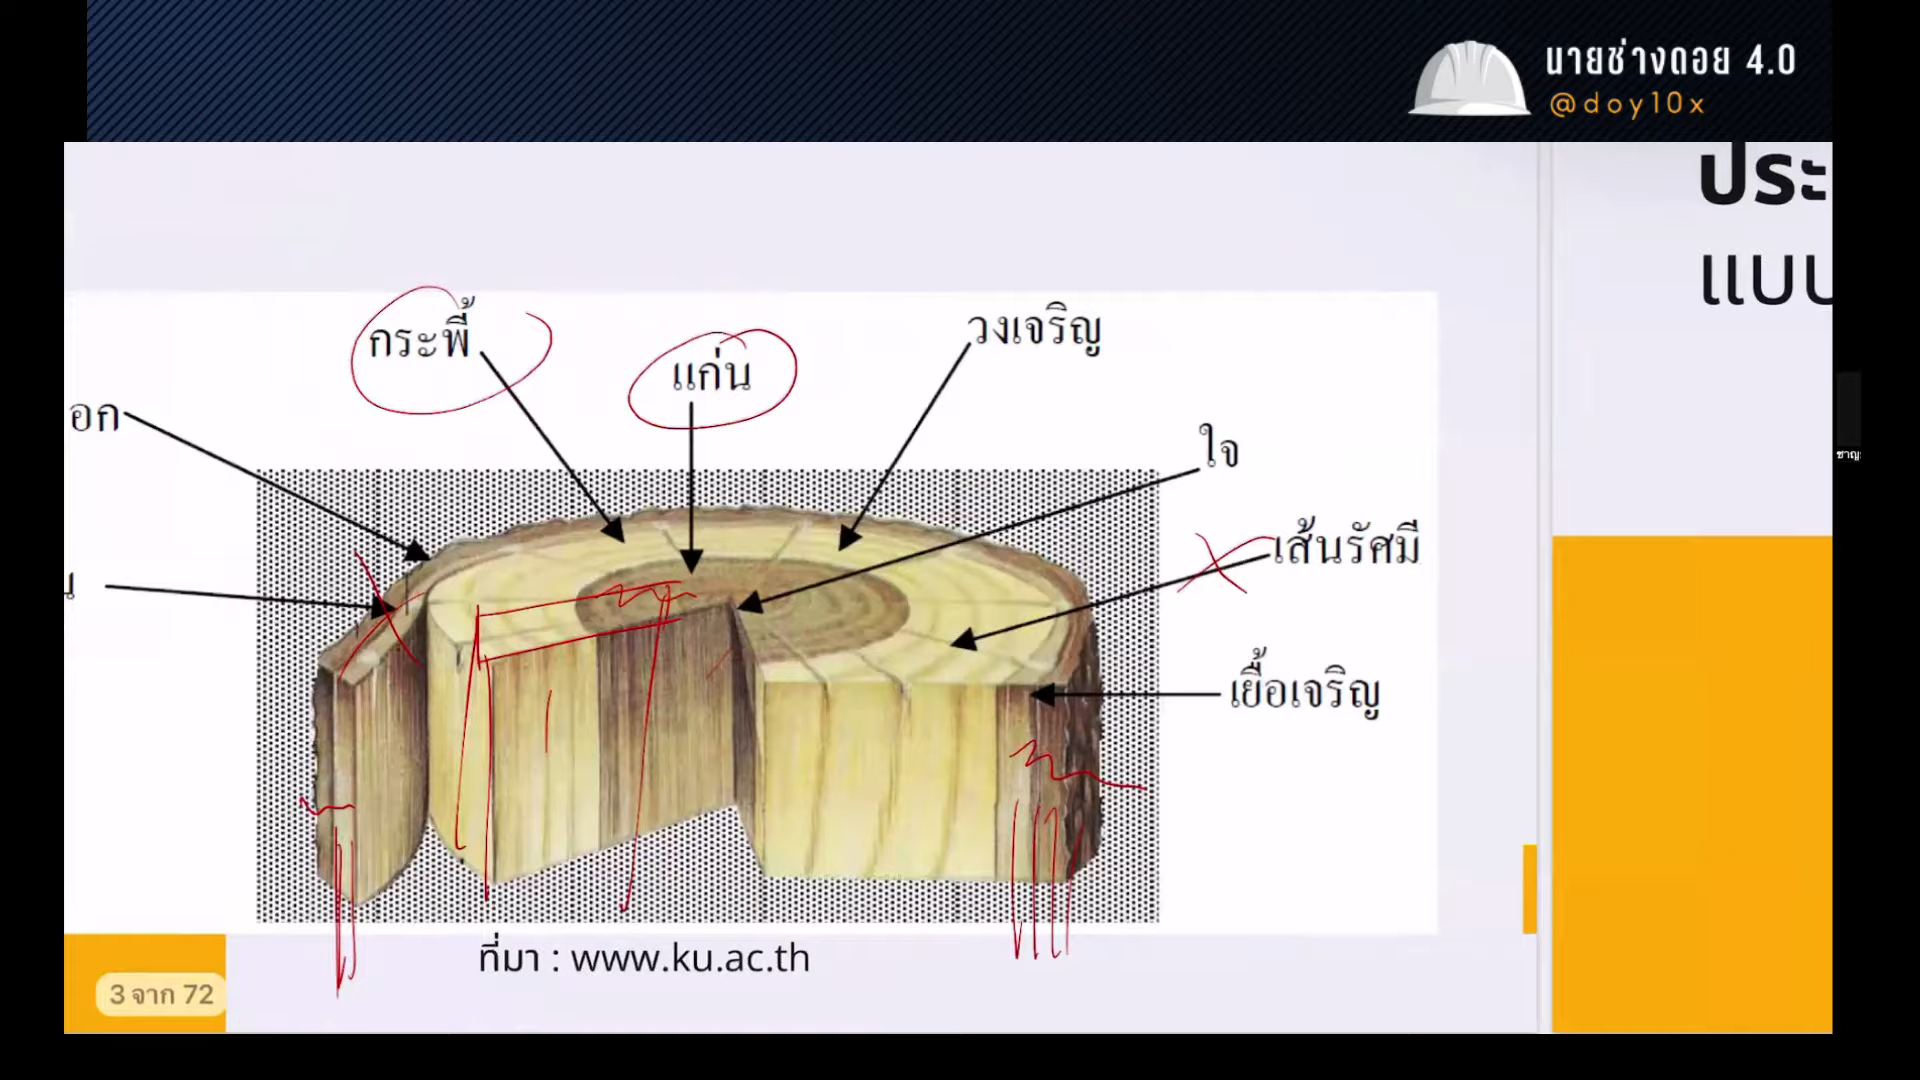 นายช่างดอย 4.0
@doy10x
ประ
แบบ
กระพี้
แก่น
วงเจริญ
อก
ใจ
เส้นรัศมี
น
เยื่อเจริญ
ที่มา : www.ku.ac.th
3 จาก 72